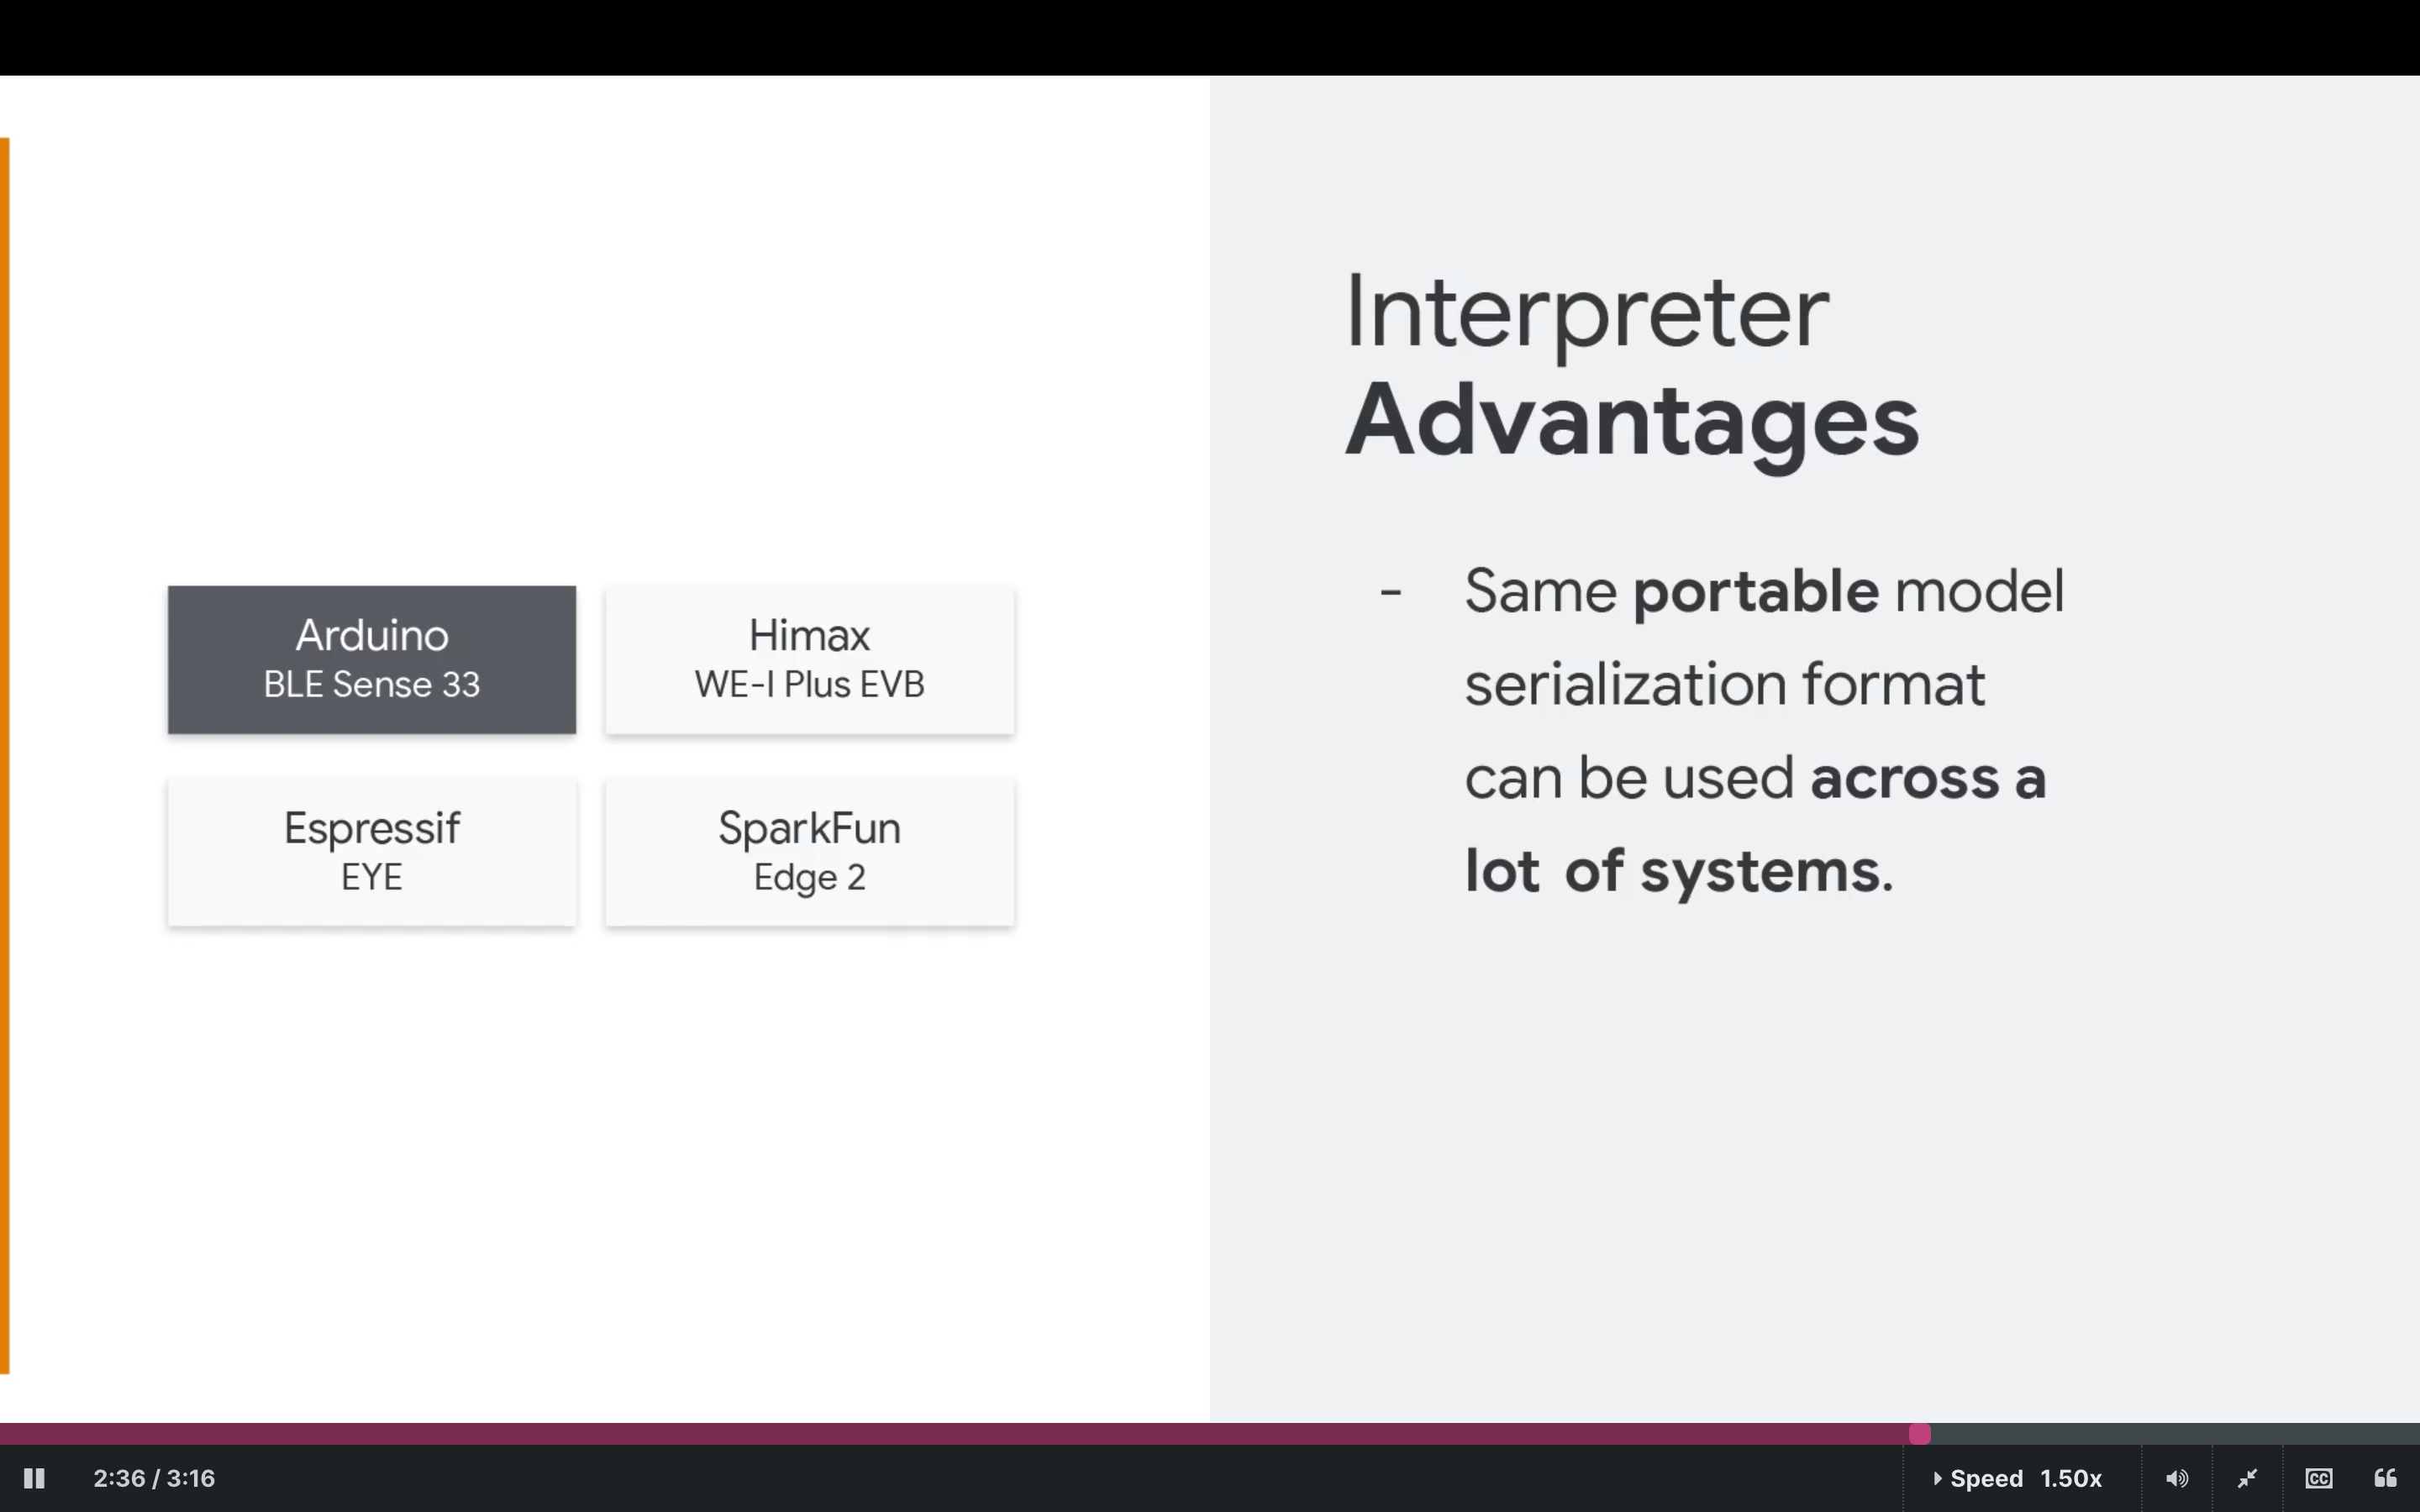 Interpreter
Advantages
- Same portable model
serialization format
can be used across a
lot of systems.
Arduino
BLE Sense 33
Himax
WE-I Plus EVB
Espressif
EYE
SparkFun
Edge 2
2:36 / 3:16
Speed 1.50x
CC